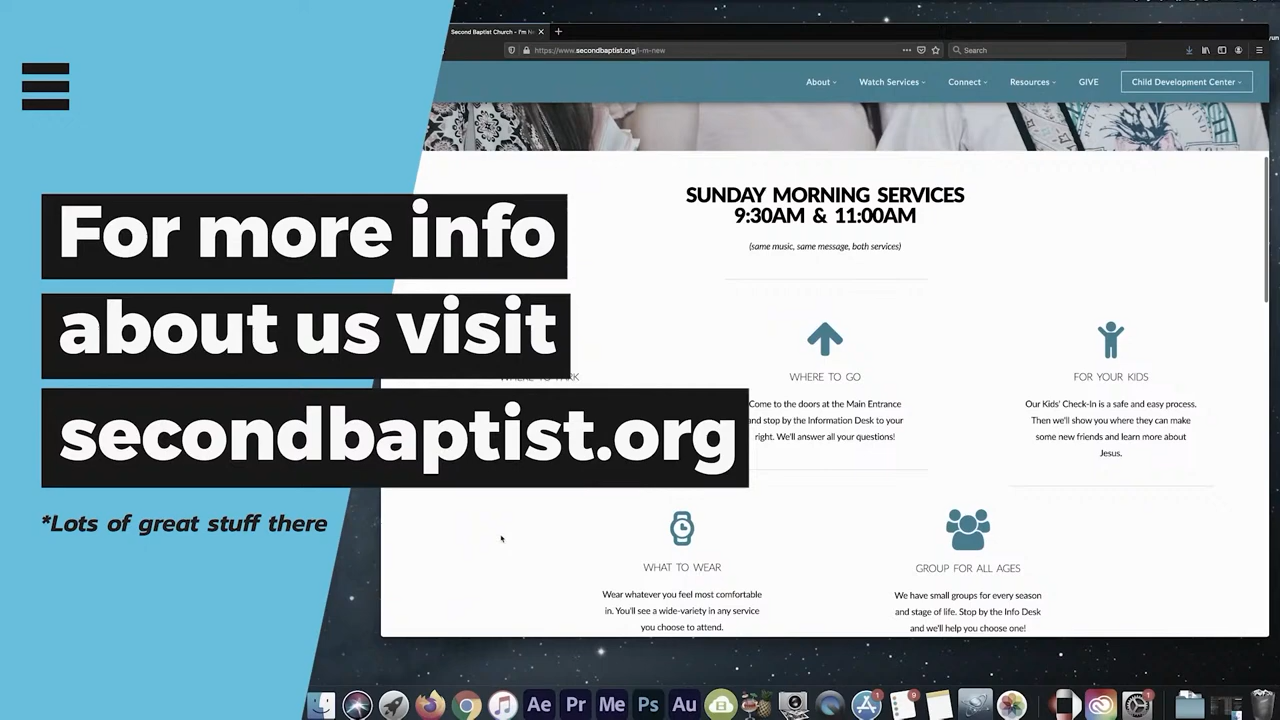 Second Baptist Church - I'm N
https://www.secondbaptist.org/i-m-new
Search
About
Watch Services
Connect
Resources
GIVE
Child Development Center
For more info
about us visit
secondbaptist.org
*Lots of great stuff there
SUNDAY MORNING SERVICES
9:30AM & 11:00AM
(same music, same message, both services)
WHERE TO GO
Come to the doors at the Main Entrance
and stop by the Information Desk to your
right. We'll answer all your questions!
FOR YOUR KIDS
Our Kids' Check-In is a safe and easy process.
Then we'll show you where they can make
some new friends and learn more about
Jesus.
WHAT TO WEAR
Wear whatever you feel most comfortable
in. You'll see a wide-variety in any service
you choose to attend.
GROUP FOR ALL AGES
We have small groups for every season
and stage of life. Stop by the Info Desk
and we'll help you choose one!
Ae Pr Me Ps Au
1
9
1